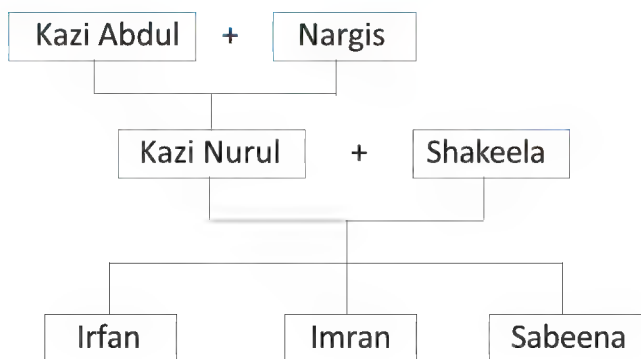 Kazi Abdul + Nargis
Kazi Nurul + Shakeela
Irfan Imran Sabeena